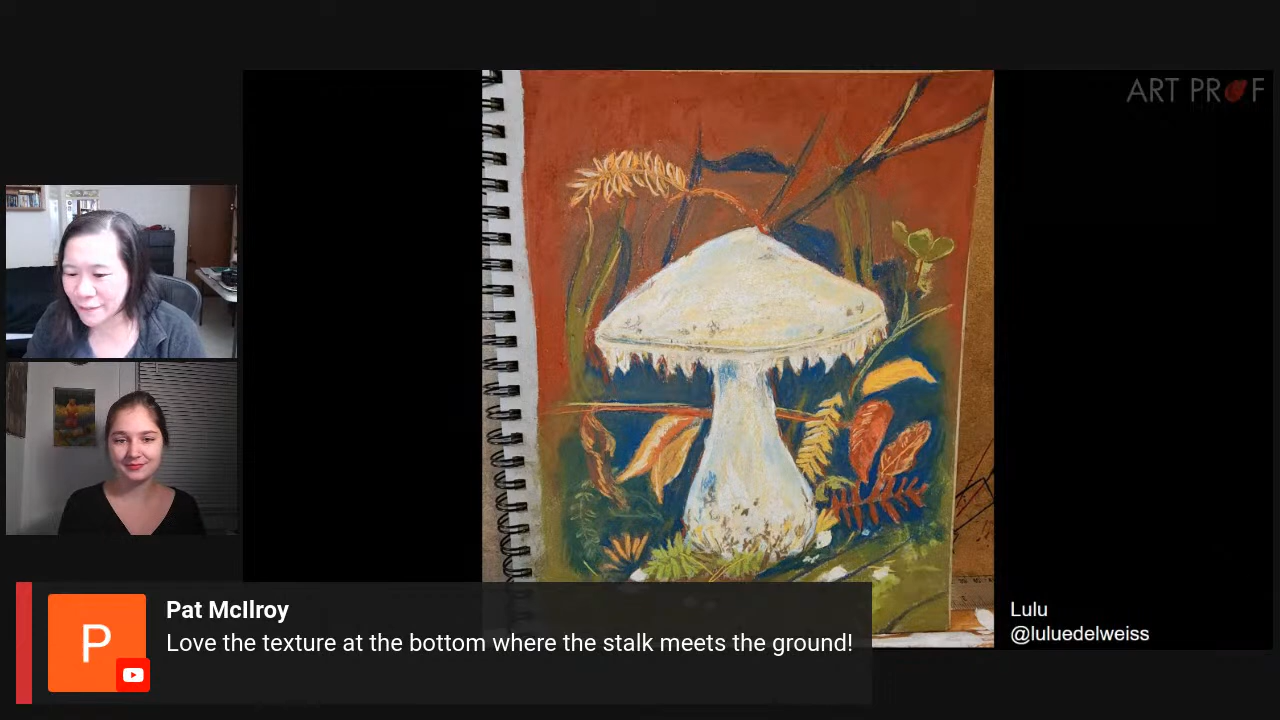 ART PROF
Lulu
@luluedelweiss
P
Pat McIlroy
Love the texture at the bottom where the stalk meets the ground!